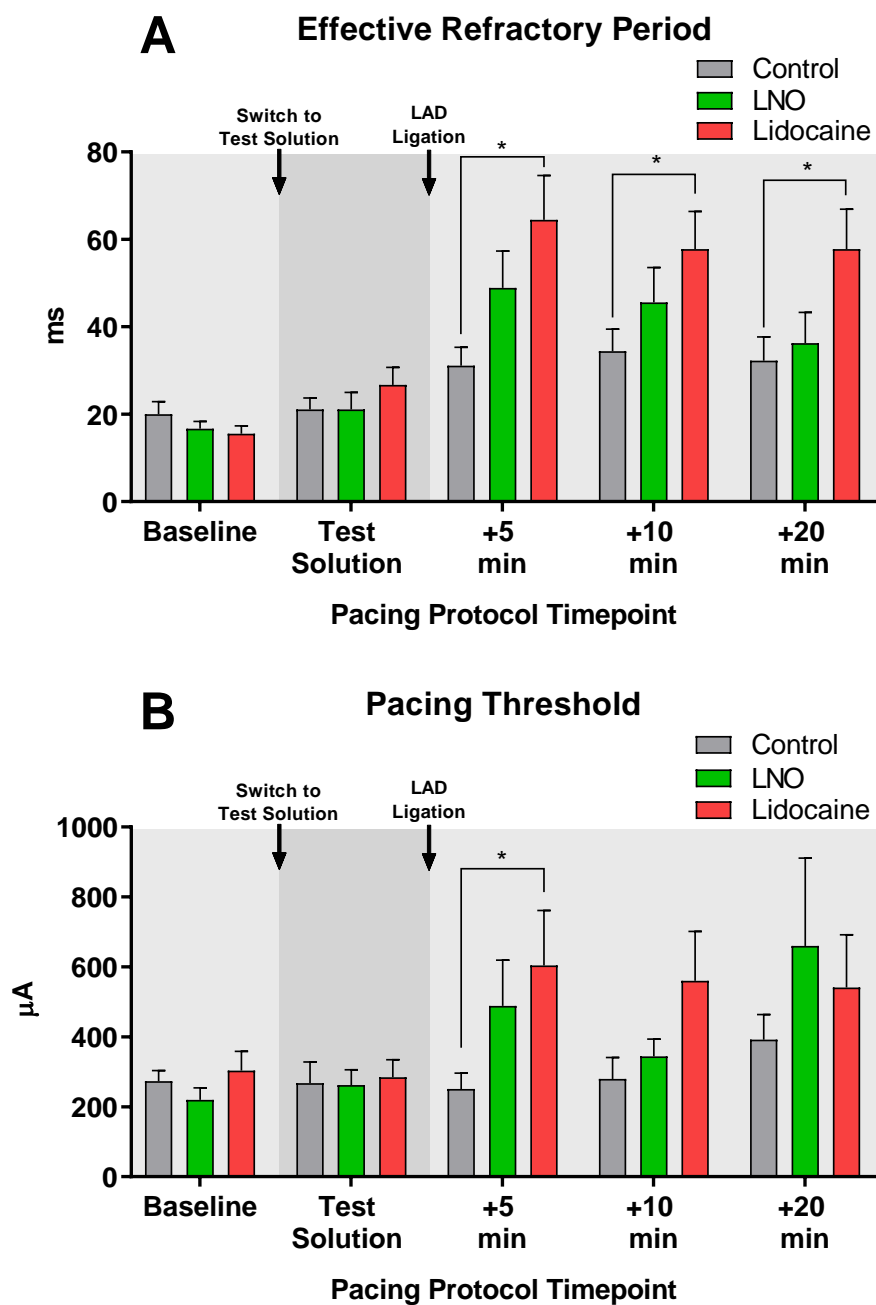 A
Effective Refractory Period
Control
LNO
Lidocaine
Switch to
Test Solution
LAD
Ligation
80
60
40
20
0
ms
*
*
*
Baseline
Test
Solution
+5
min
+10
min
+20
min
Pacing Protocol Timepoint
B
Pacing Threshold
Control
LNO
Lidocaine
Switch to
Test Solution
LAD
Ligation
1000
800
600
400
200
0
µA
*
Baseline
Test
Solution
+5
min
+10
min
+20
min
Pacing Protocol Timepoint